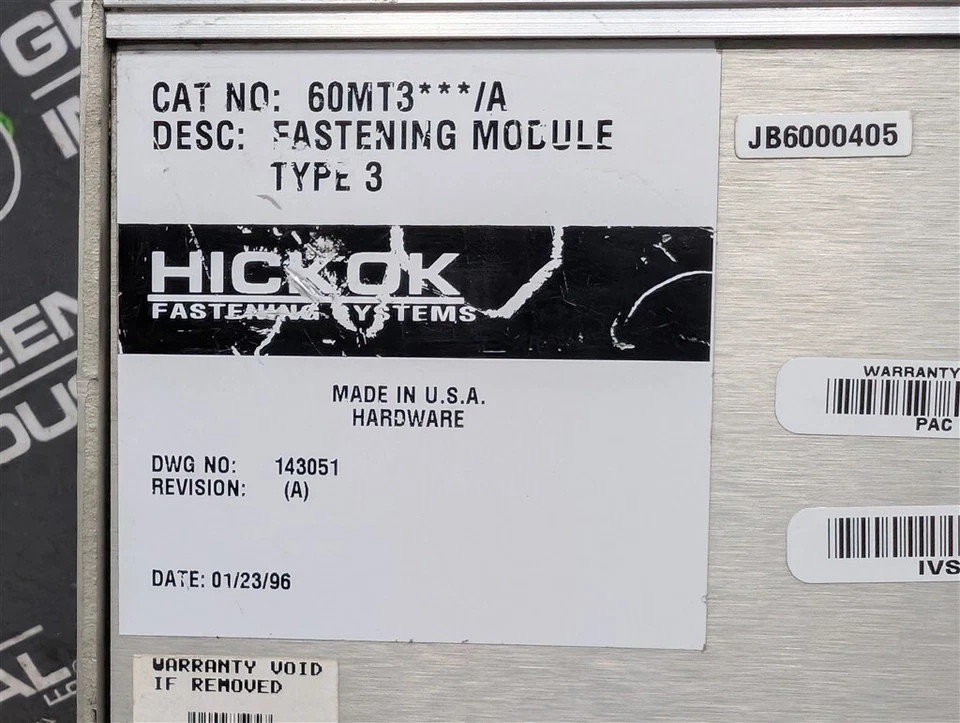 CAT NO: 60MT3***/A
DESC: FASTENING MODULE
TYPE 3
JB6000405
HICKOK
FASTENING SYSTEMS
MADE IN U.S.A.
HARDWARE
WARRANTY
PAC
DWG NO: 143051
REVISION: (A)
IVS
DATE: 01/23/96
WARRANTY VOID
IF REMOVED
LLC